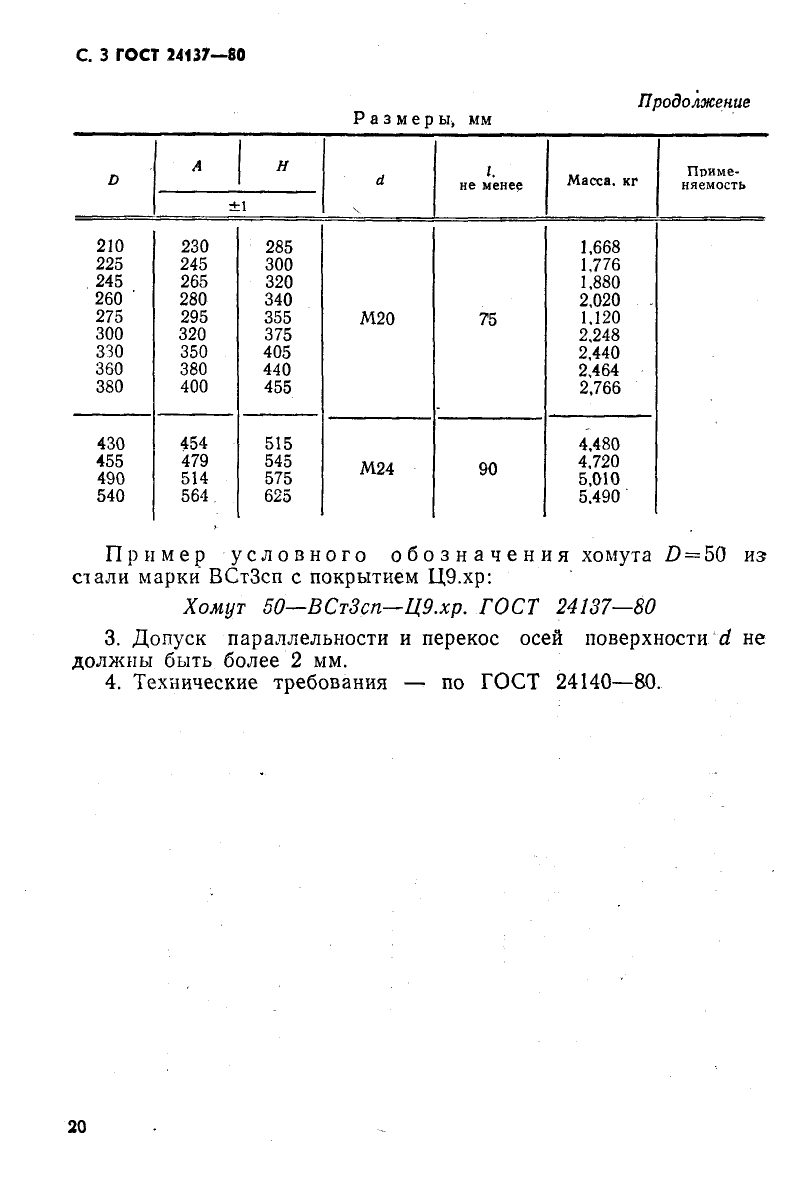 С. 3 ГОСТ 24137—80
Продолжение
Размеры, мм
D A H d l, не менее Масса, кг Приме-няемость
±1
210 230 285 1,668
225 245 300 1,776
245 265 320 1,880
260 280 340 2,020
275 295 355 М20 75 1,120
300 320 375 2,248
330 350 405 2,440
360 380 440 2,464
380 400 455 2,766
430 454 515 4,480
455 479 545 М24 90 4,720
490 514 575 5,010
540 564 625 5,490
Пример условного обозначения хомута D=50 из
стали марки ВСт3сп с покрытием Ц9.хр:
Хомут 50—ВСт3сп—Ц9.хр. ГОСТ 24137—80
3. Допуск параллельности и перекос осей поверхности d не
должны быть более 2 мм.
4. Технические требования — по ГОСТ 24140—80.
20